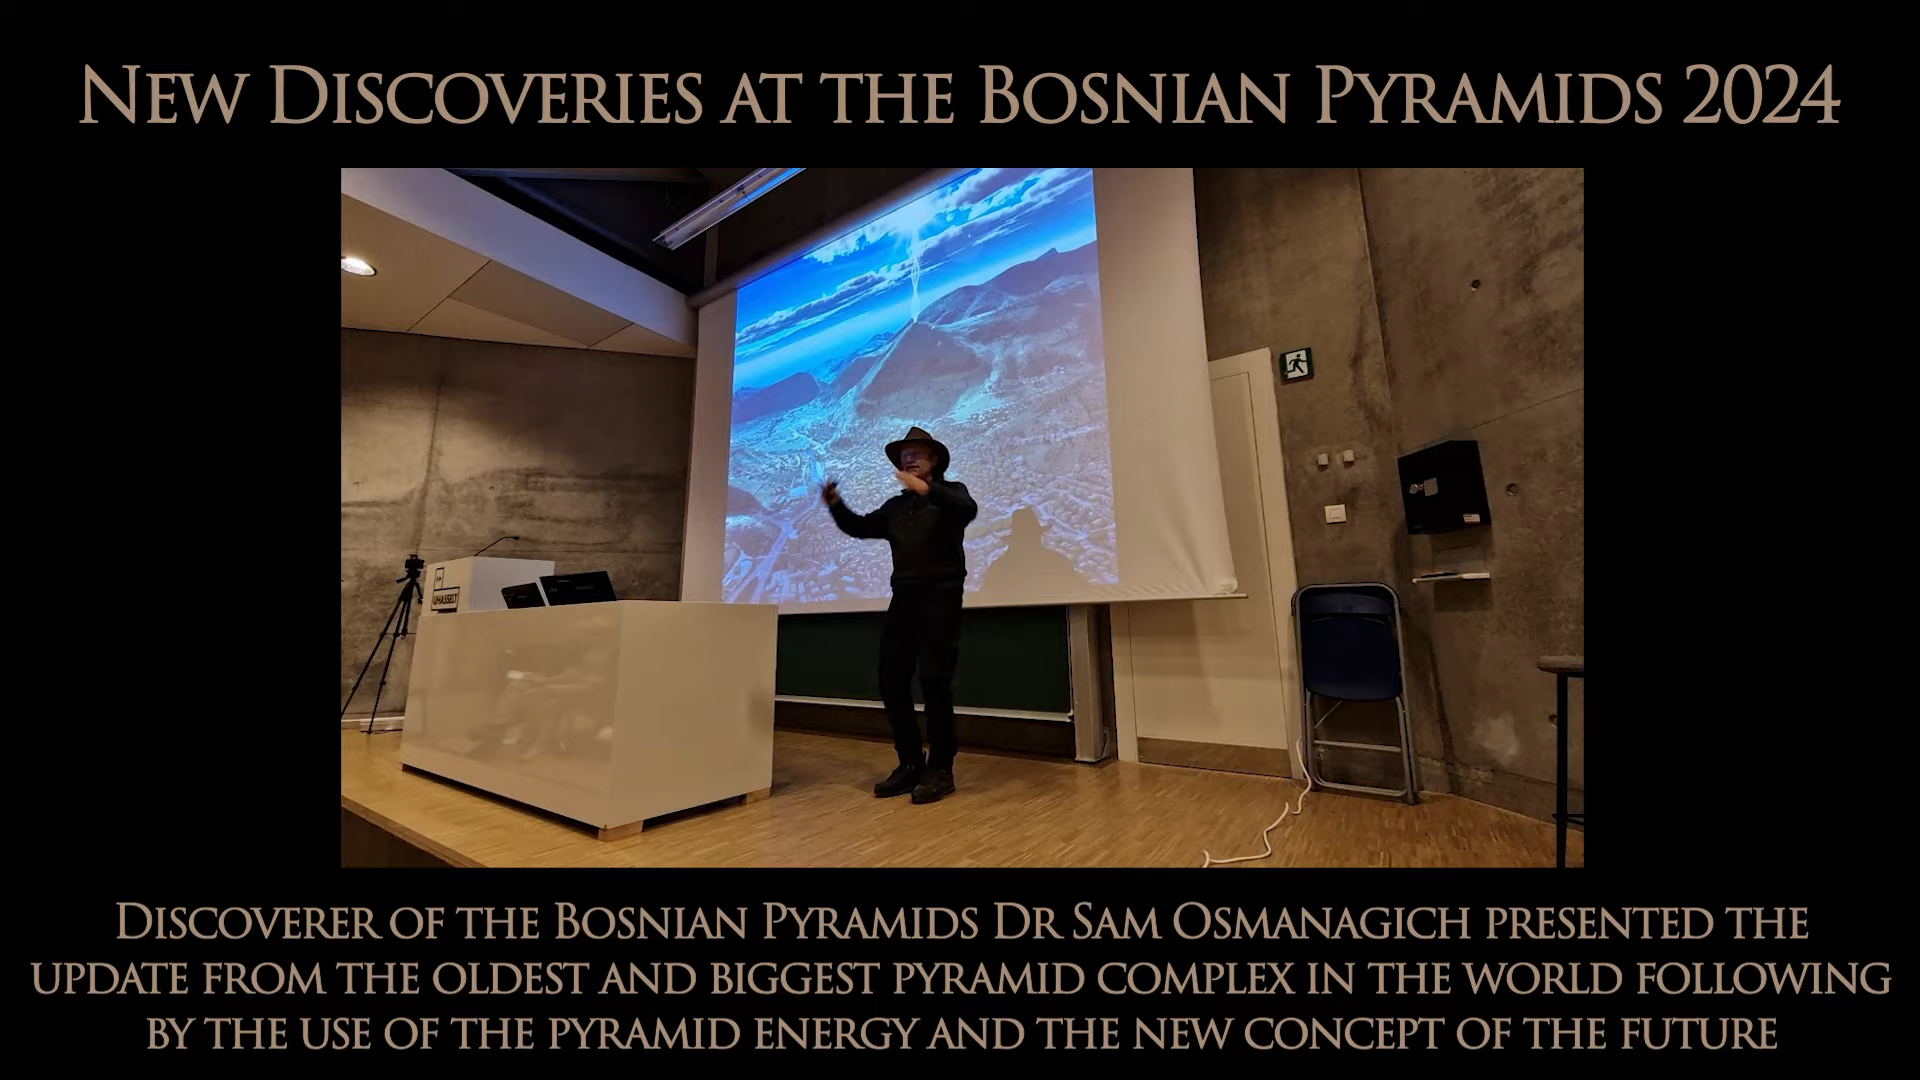 New Discoveries at the Bosnian Pyramids 2024
UHASSELT
Discoverer of the Bosnian Pyramids Dr Sam Osmanagich presented the
update from the oldest and biggest pyramid complex in the world following
by the use of the pyramid energy and the new concept of the future